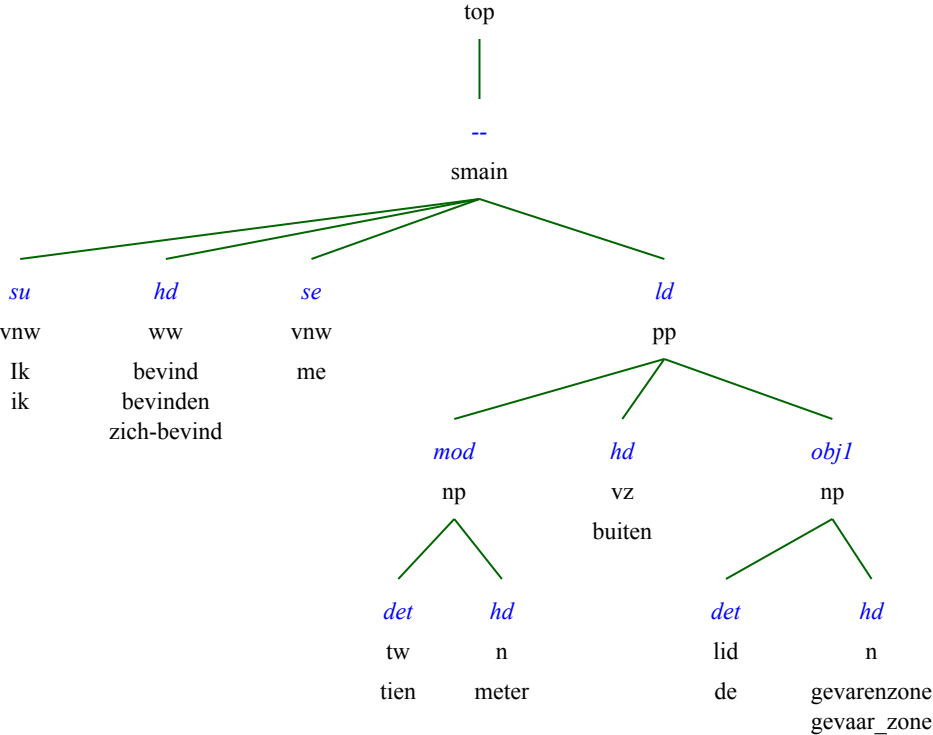 top
--
smain
su hd se ld
vnw ww vnw pp
Ik bevind me
ik bevinden
zich-bevind
mod hd obj1
np vz np
buiten
det hd det hd
tw n lid n
tien meter de gevarenzone
gevaar_zone